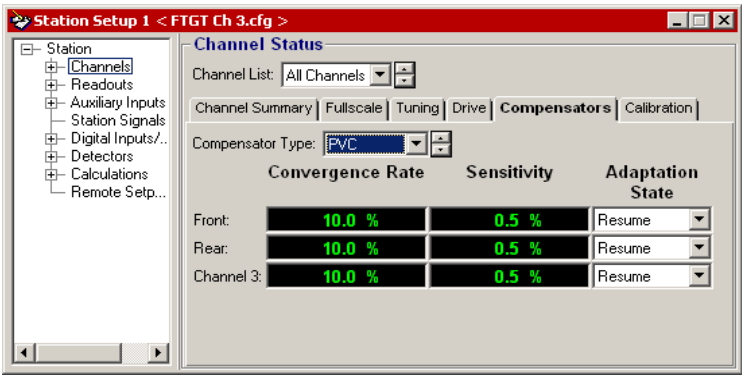 Station Setup 1 < FTGT Ch 3.cfg >
Station
Channels
Readouts
Auxiliary Inputs
Station Signals
Digital Inputs/..
Detectors
Calculations
Remote Setp...
Channel Status
Channel List: All Channels
Channel Summary Fullscale Tuning Drive Compensators Calibration
Compensator Type: PVC
Convergence Rate Sensitivity Adaptation
State
Front: 10.0 % 0.5 % Resume
Rear: 10.0 % 0.5 % Resume
Channel 3: 10.0 % 0.5 % Resume